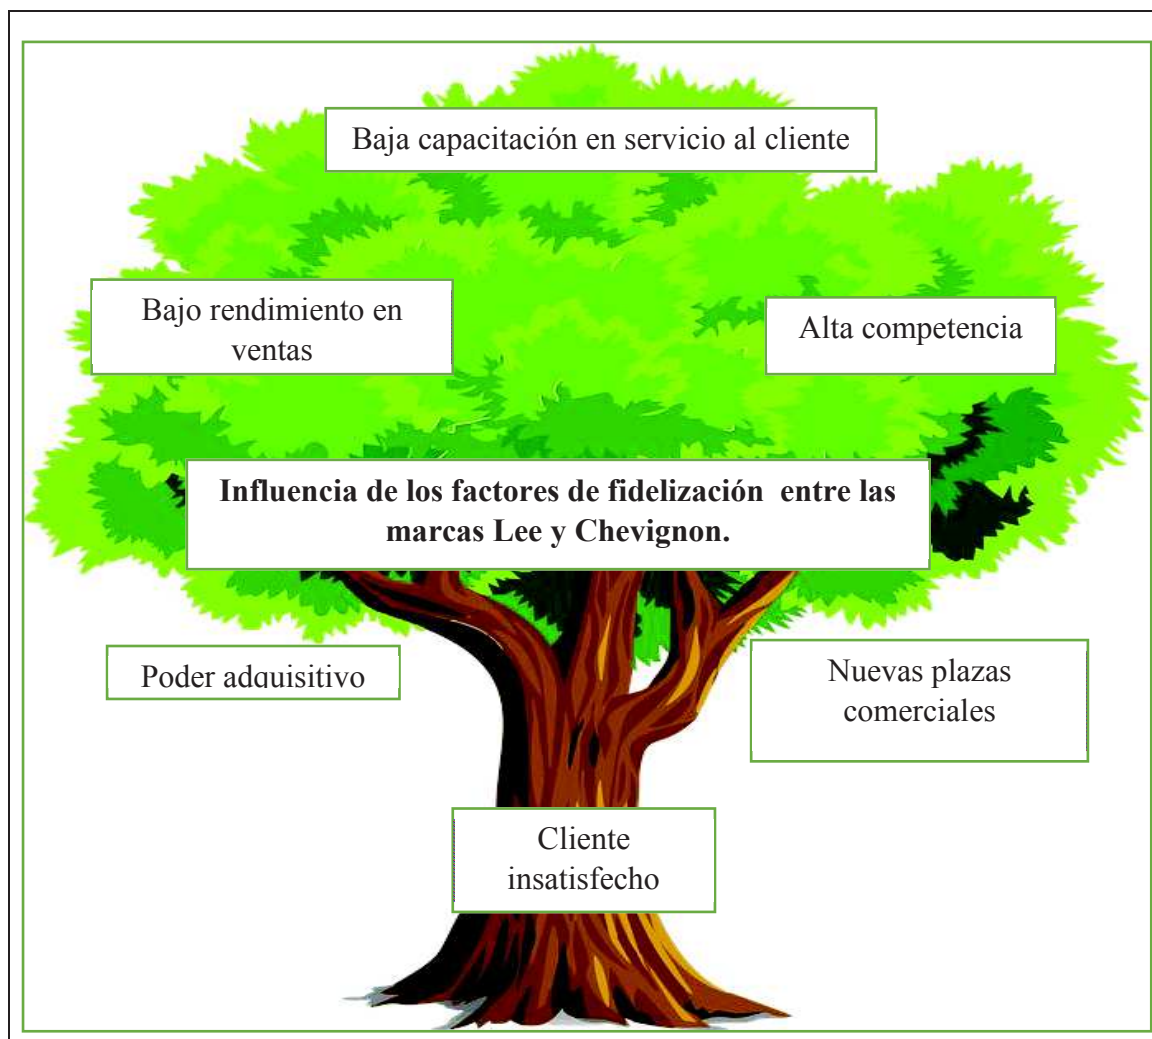 Baja capacitación en servicio al cliente
Bajo rendimiento en
ventas
Alta competencia
Influencia de los factores de fidelización  entre las
marcas Lee y Chevignon.
Poder adquisitivo
Nuevas plazas
comerciales
Cliente
insatisfecho